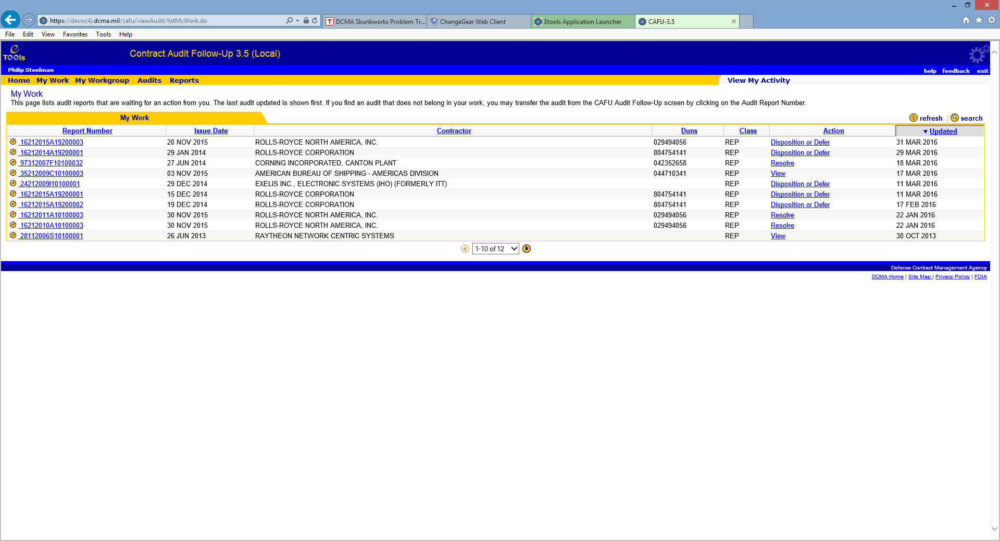 https://devoc4j.dcma.mil/cafu/viewAudit/listMyWork.do
DCMA Skunkworks Problem Tr...
ChangeGear Web Client
Etools Application Launcher
CAFU-3.5
File Edit View Favorites Tools Help
e TOOls
Contract Audit Follow-Up 3.5 (Local)
Philip Steelman
help feedback exit
Home My Work My Workgroup Audits Reports
View My Activity
My Work
This page lists audit reports that are waiting for an action from you. The last audit updated is shown first. If you find an audit that does not belong in your work, you may transfer the audit from the CAFU Audit Follow-Up screen by clicking on the Audit Report Number.
My Work
refresh | search
Report Number Issue Date Contractor Duns Class Action ▼Updated
16212015A19200003 20 NOV 2015 ROLLS-ROYCE NORTH AMERICA, INC. 029494056 REP Disposition or Defer 31 MAR 2016
16212014A19200001 29 JAN 2014 ROLLS-ROYCE CORPORATION 804754141 REP Disposition or Defer 29 MAR 2016
97312007F10100032 27 JUN 2014 CORNING INCORPORATED, CANTON PLANT 042352658 REP Resolve 18 MAR 2016
35212009C10100003 03 NOV 2015 AMERICAN BUREAU OF SHIPPING - AMERICAS DIVISION 044710341 REP View 17 MAR 2016
24212009I10100001 29 DEC 2014 EXELIS INC., ELECTRONIC SYSTEMS (IHO) (FORMERLY ITT) REP Disposition or Defer 11 MAR 2016
16212015A19200001 15 DEC 2014 ROLLS-ROYCE CORPORATION 804754141 REP Disposition or Defer 11 MAR 2016
16212015A19200002 19 DEC 2014 ROLLS-ROYCE CORPORATION 804754141 REP Disposition or Defer 17 FEB 2016
16212011A10100003 30 NOV 2015 ROLLS-ROYCE NORTH AMERICA, INC. 029494056 REP Resolve 22 JAN 2016
16212010A10100003 30 NOV 2015 ROLLS-ROYCE NORTH AMERICA, INC. 029494056 REP Resolve 22 JAN 2016
28112006S10100001 26 JUN 2013 RAYTHEON NETWORK CENTRIC SYSTEMS REP View 30 OCT 2013
1-10 of 12
Defense Contract Management Agency
DCMA Home | Site Map | Privacy Policy | FOIA